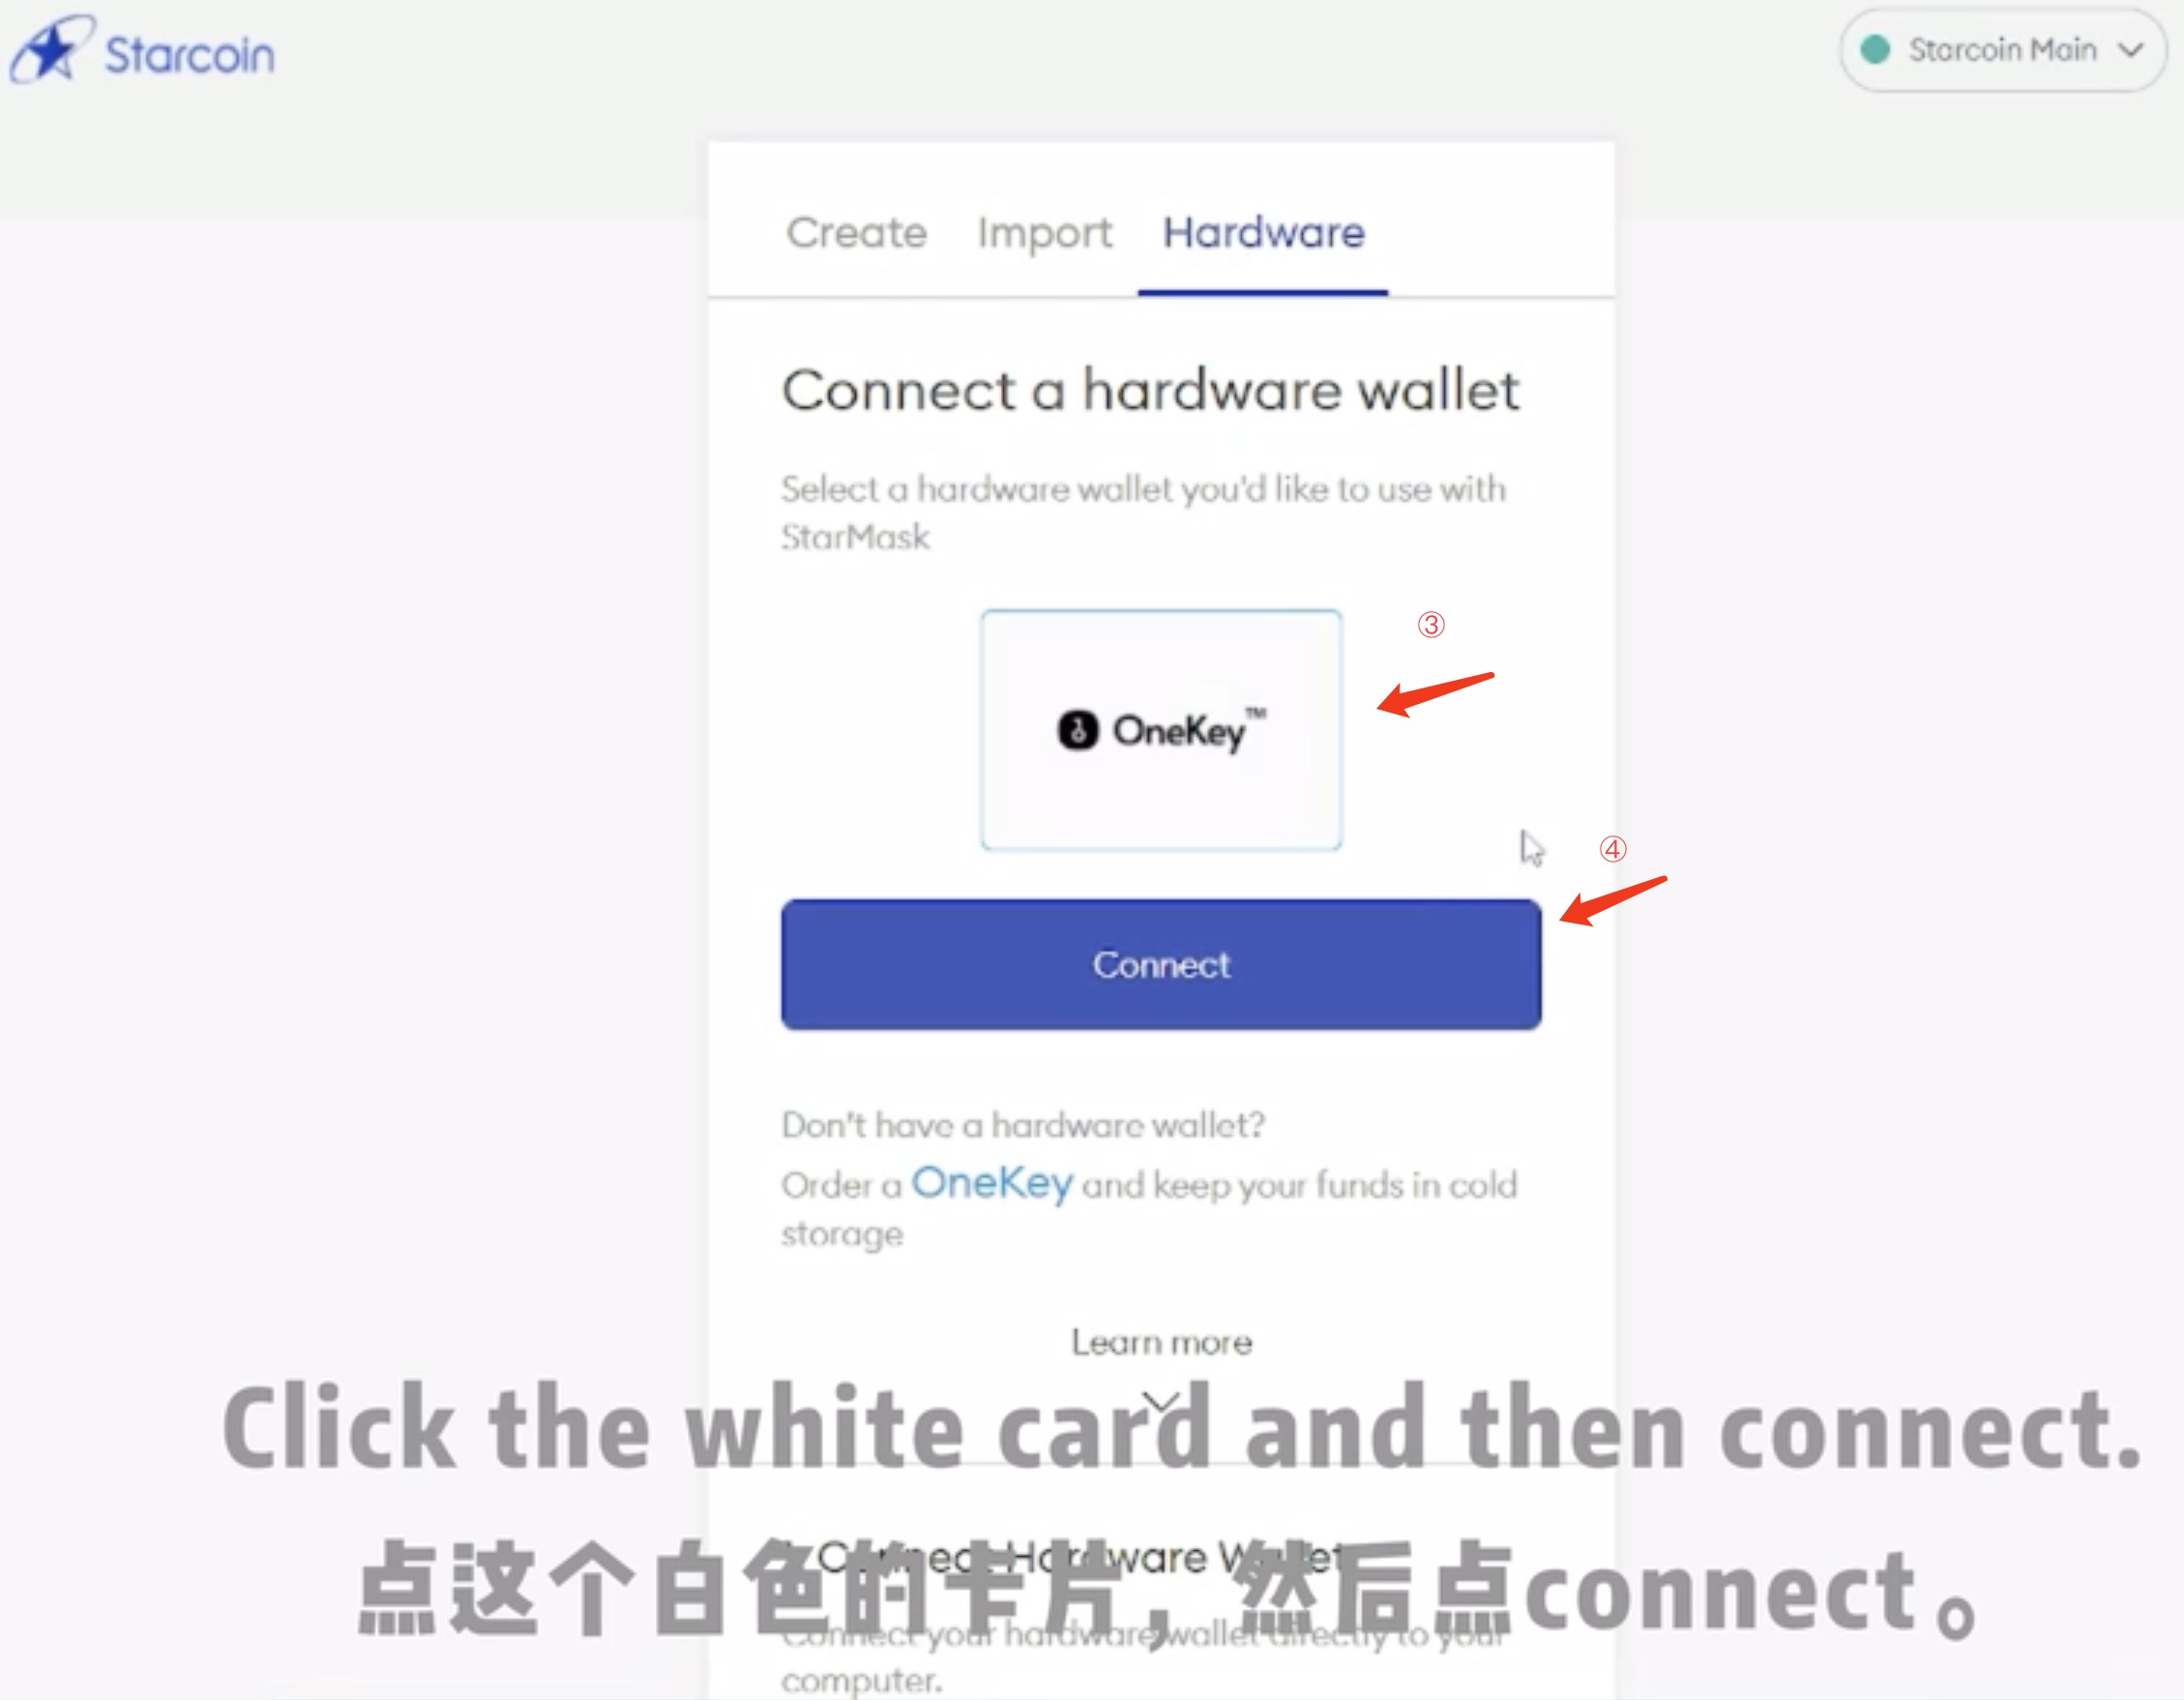 Starcoin
Starcoin Main
Create Import Hardware
Connect a hardware wallet
Select a hardware wallet you'd like to use with
StarMask
③
OneKey™
④
Connect
Don't have a hardware wallet?
Order a OneKey and keep your funds in cold
storage
Learn more
Click the white card and then connect.
Connect Hardware Wallet
点这个白色的卡片，然后点connect。
Connect your hardware wallet directly to your
computer.